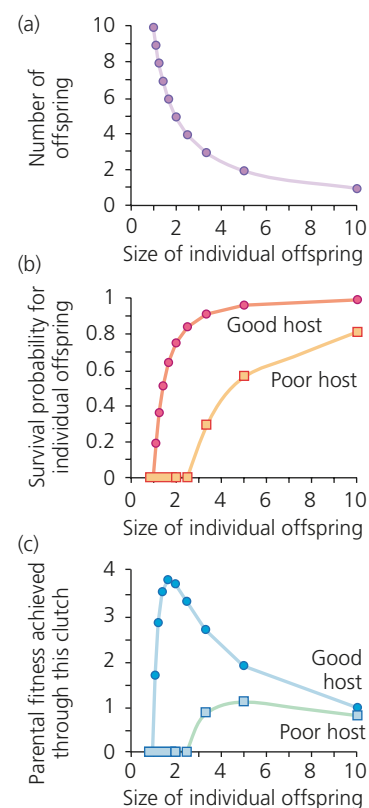 (a)
Number of
offspring
10
8
6
4
2
0
0 2 4 6 8 10
Size of individual offspring
(b)
Survival probability for
individual offspring
1
0.8
0.6
0.4
0.2
0
Good host
Poor host
0 2 4 6 8 10
Size of individual offspring
(c)
Parental fitness achieved
through this clutch
4
3
2
1
0
Good
host
Poor host
0 2 4 6 8 10
Size of individual offspring